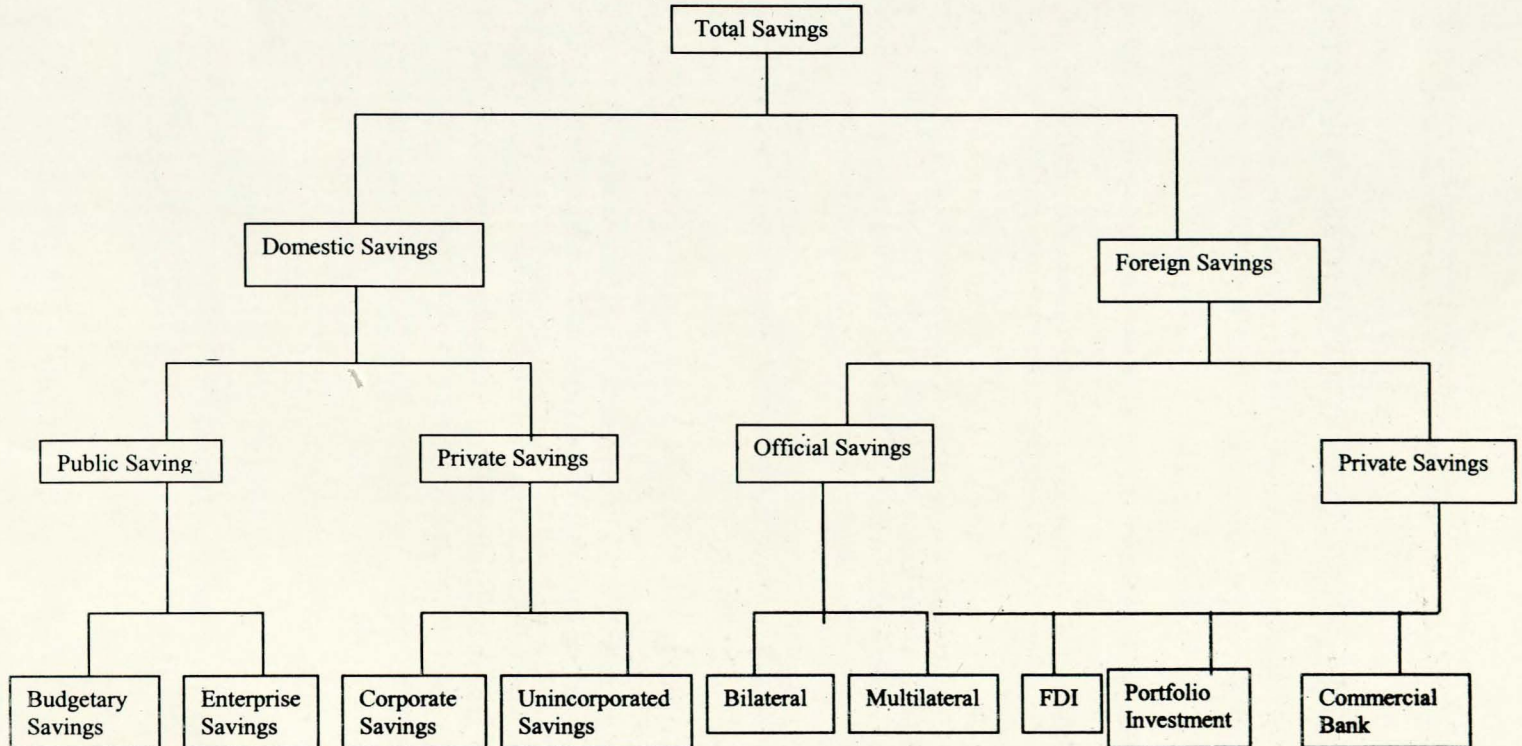 Total Savings
Domestic Savings
Foreign Savings
Public Saving
Private Savings
Official Savings
Private Savings
Budgetary
Savings
Enterprise
Savings
Corporate
Savings
Unincorporated
Savings
Bilateral
Multilateral
FDI
Portfolio
Investment
Commercial
Bank